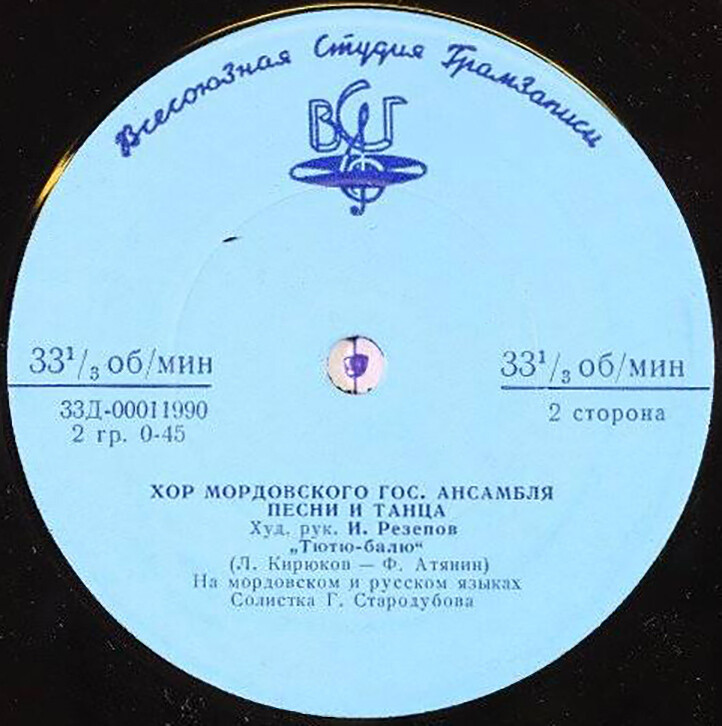 Всесоюзная Студия Грамзаписи
ВСГ
33¹/₃ об/мин
33Д-00011990
2 гр. 0-45
33¹/₃ об/мин
2 сторона
ХОР МОРДОВСКОГО ГОС. АНСАМБЛЯ
ПЕСНИ И ТАНЦА
Худ. рук. И. Резепов
„Тютю-балю“
(Л. Кирюков — Ф. Атянин)
На мордовском и русском языках
Солистка Г. Стародубова